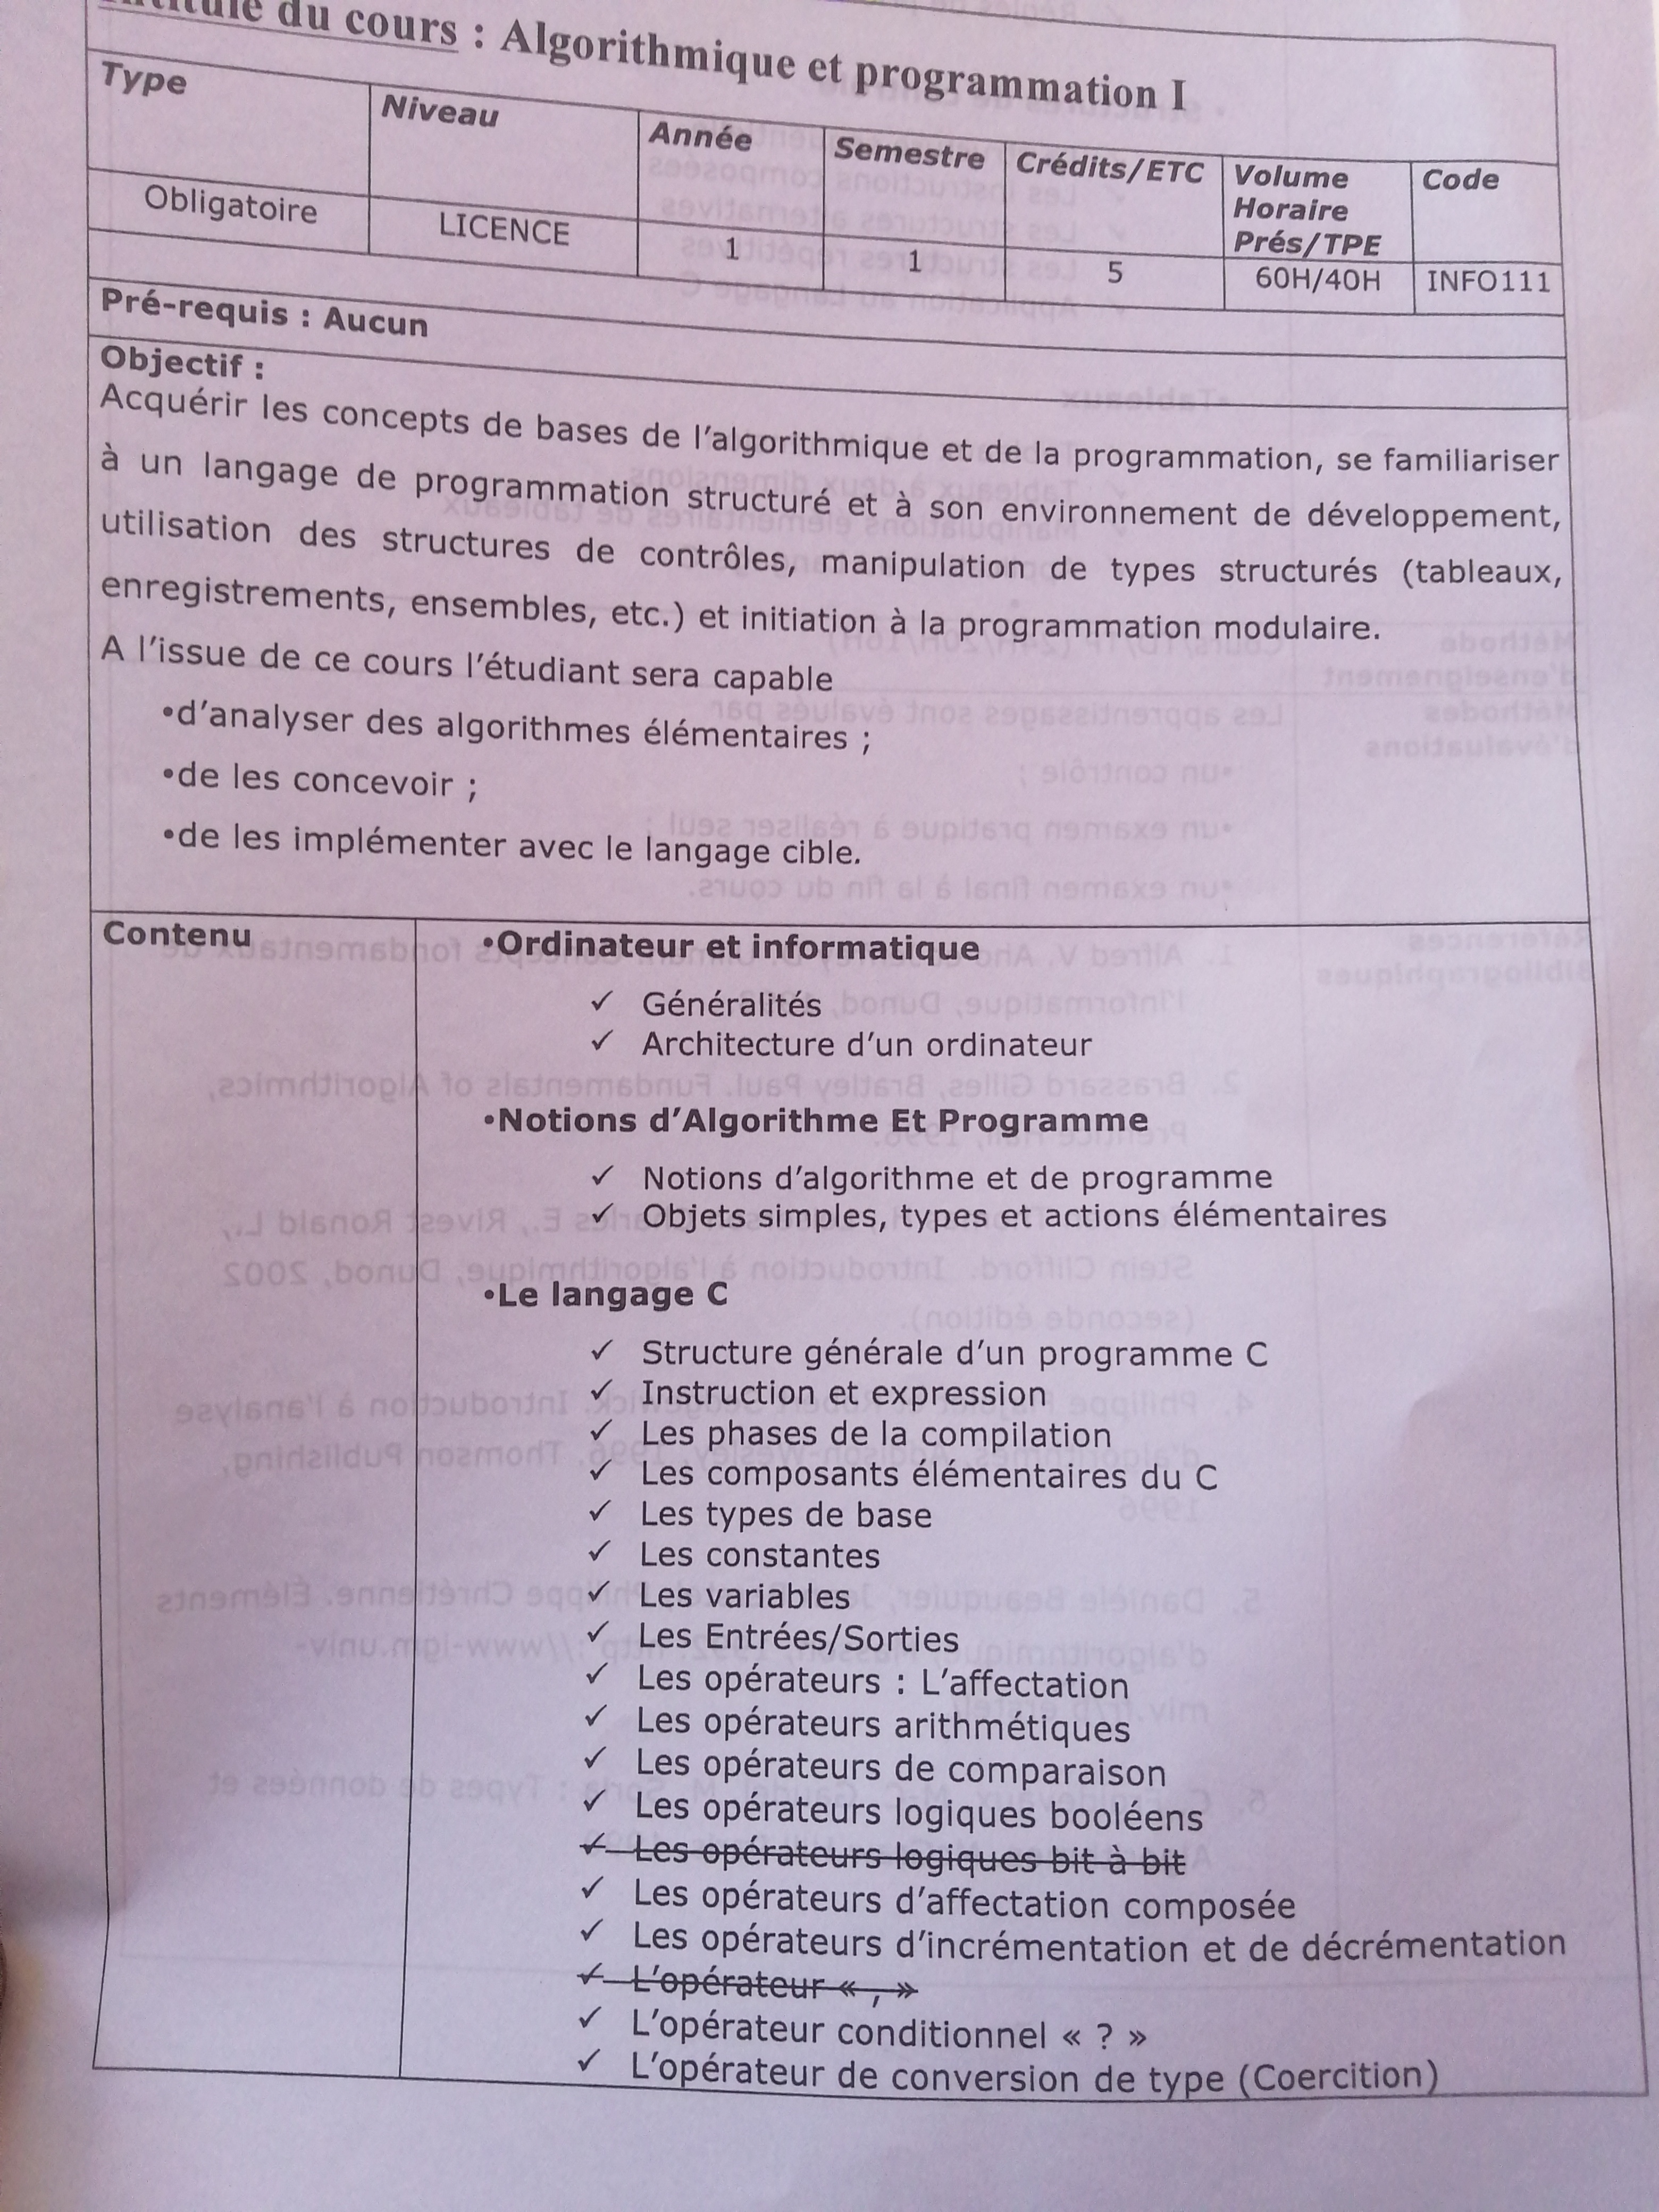 du cours : Algorithmique et programmation I
Type Niveau Année Semestre Crédits/ETC Volume Horaire Prés/TPE Code
Obligatoire LICENCE 1 1 5 60H/40H INFO111
Pré-requis : Aucun
Objectif :
Acquérir les concepts de bases de l'algorithmique et de la programmation, se familiariser
à un langage de programmation structuré et à son environnement de développement,
utilisation des structures de contrôles, manipulation de types structurés (tableaux,
enregistrements, ensembles, etc.) et initiation à la programmation modulaire.
A l'issue de ce cours l'étudiant sera capable
•d'analyser des algorithmes élémentaires ;
•de les concevoir ;
•de les implémenter avec le langage cible.
Contenu
•Ordinateur et informatique
✓ Généralités
✓ Architecture d'un ordinateur
•Notions d'Algorithme Et Programme
✓ Notions d'algorithme et de programme
✓ Objets simples, types et actions élémentaires
•Le langage C
✓ Structure générale d'un programme C
✓ Instruction et expression
✓ Les phases de la compilation
✓ Les composants élémentaires du C
✓ Les types de base
✓ Les constantes
✓ Les variables
✓ Les Entrées/Sorties
✓ Les opérateurs : L'affectation
✓ Les opérateurs arithmétiques
✓ Les opérateurs de comparaison
✓ Les opérateurs logiques booléens
✓ Les opérateurs logiques bit à bit
✓ Les opérateurs d'affectation composée
✓ Les opérateurs d'incrémentation et de décrémentation
✓ L'opérateur « , »
✓ L'opérateur conditionnel « ? »
✓ L'opérateur de conversion de type (Coercition)